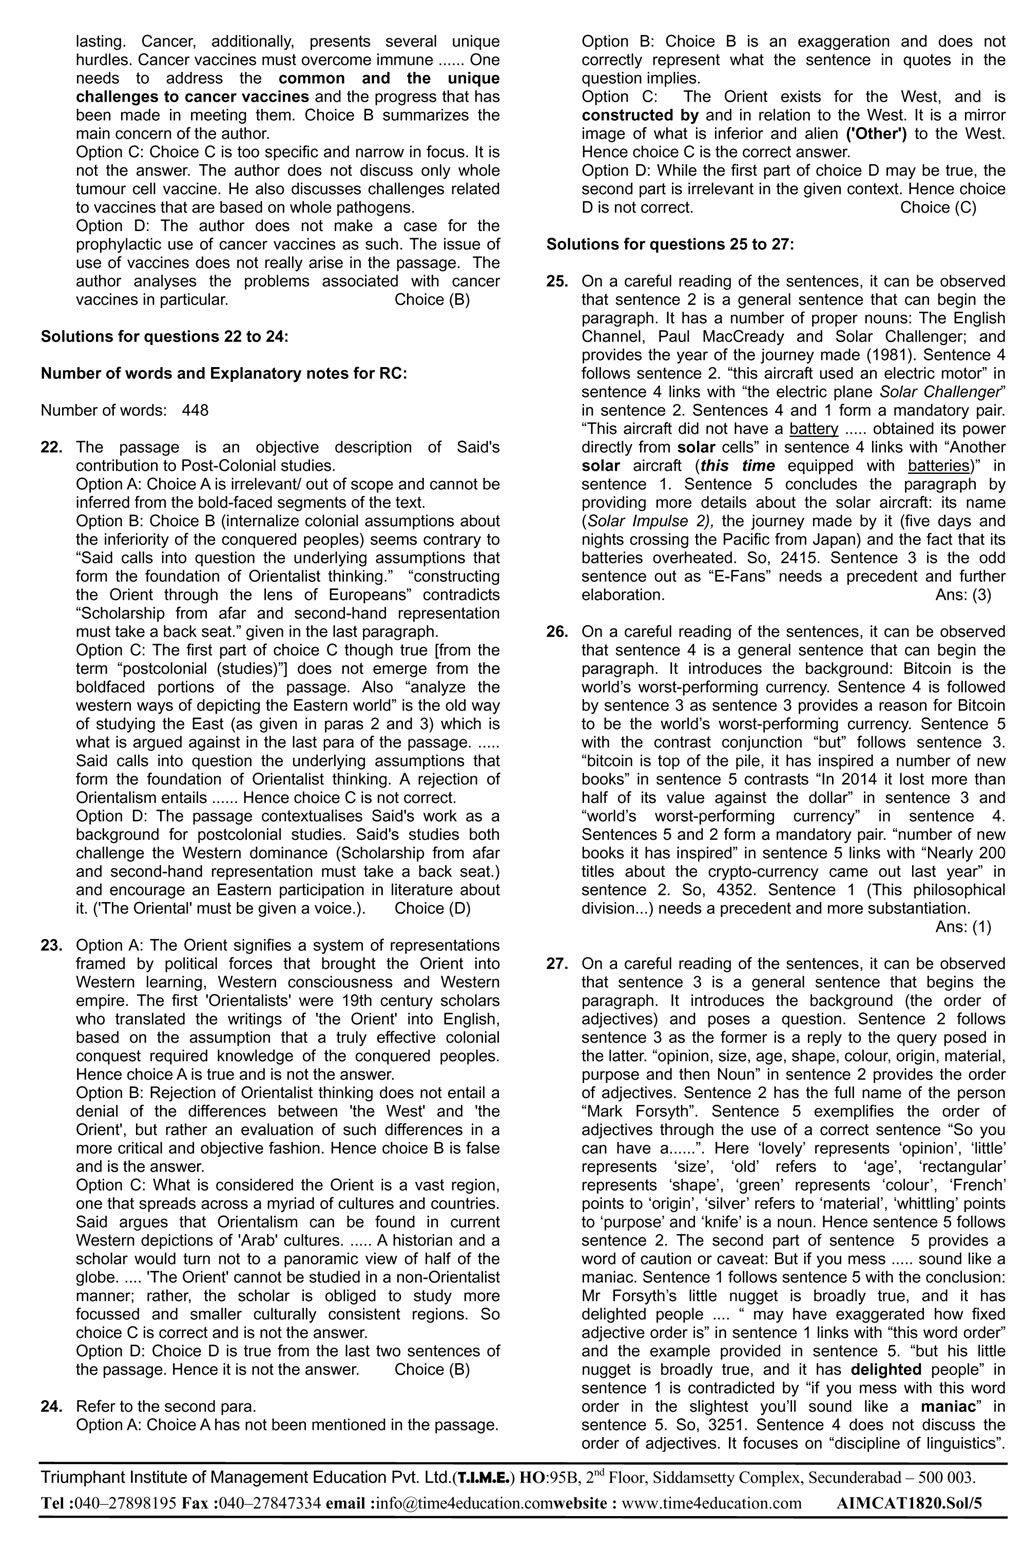 lasting. Cancer, additionally, presents several unique
hurdles. Cancer vaccines must overcome immune ...... One
needs to address the common and the unique
challenges to cancer vaccines and the progress that has
been made in meeting them. Choice B summarizes the
main concern of the author.
Option C: Choice C is too specific and narrow in focus. It is
not the answer. The author does not discuss only whole
tumour cell vaccine. He also discusses challenges related
to vaccines that are based on whole pathogens.
Option D: The author does not make a case for the
prophylactic use of cancer vaccines as such. The issue of
use of vaccines does not really arise in the passage. The
author analyses the problems associated with cancer
vaccines in particular. Choice (B)
Solutions for questions 22 to 24:
Number of words and Explanatory notes for RC:
Number of words: 448
22. The passage is an objective description of Said's
contribution to Post-Colonial studies.
Option A: Choice A is irrelevant/ out of scope and cannot be
inferred from the bold-faced segments of the text.
Option B: Choice B (internalize colonial assumptions about
the inferiority of the conquered peoples) seems contrary to
“Said calls into question the underlying assumptions that
form the foundation of Orientalist thinking.” “constructing
the Orient through the lens of Europeans” contradicts
“Scholarship from afar and second-hand representation
must take a back seat.” given in the last paragraph.
Option C: The first part of choice C though true [from the
term “postcolonial (studies)”] does not emerge from the
boldfaced portions of the passage. Also “analyze the
western ways of depicting the Eastern world” is the old way
of studying the East (as given in paras 2 and 3) which is
what is argued against in the last para of the passage. .....
Said calls into question the underlying assumptions that
form the foundation of Orientalist thinking. A rejection of
Orientalism entails ...... Hence choice C is not correct.
Option D: The passage contextualises Said's work as a
background for postcolonial studies. Said's studies both
challenge the Western dominance (Scholarship from afar
and second-hand representation must take a back seat.)
and encourage an Eastern participation in literature about
it. ('The Oriental' must be given a voice.). Choice (D)
23. Option A: The Orient signifies a system of representations
framed by political forces that brought the Orient into
Western learning, Western consciousness and Western
empire. The first 'Orientalists' were 19th century scholars
who translated the writings of 'the Orient' into English,
based on the assumption that a truly effective colonial
conquest required knowledge of the conquered peoples.
Hence choice A is true and is not the answer.
Option B: Rejection of Orientalist thinking does not entail a
denial of the differences between 'the West' and 'the
Orient', but rather an evaluation of such differences in a
more critical and objective fashion. Hence choice B is false
and is the answer.
Option C: What is considered the Orient is a vast region,
one that spreads across a myriad of cultures and countries.
Said argues that Orientalism can be found in current
Western depictions of 'Arab' cultures. ..... A historian and a
scholar would turn not to a panoramic view of half of the
globe. .... 'The Orient' cannot be studied in a non-Orientalist
manner; rather, the scholar is obliged to study more
focussed and smaller culturally consistent regions. So
choice C is correct and is not the answer.
Option D: Choice D is true from the last two sentences of
the passage. Hence it is not the answer. Choice (B)
24. Refer to the second para.
Option A: Choice A has not been mentioned in the passage.
Option B: Choice B is an exaggeration and does not
correctly represent what the sentence in quotes in the
question implies.
Option C: The Orient exists for the West, and is
constructed by and in relation to the West. It is a mirror
image of what is inferior and alien ('Other') to the West.
Hence choice C is the correct answer.
Option D: While the first part of choice D may be true, the
second part is irrelevant in the given context. Hence choice
D is not correct. Choice (C)
Solutions for questions 25 to 27:
25. On a careful reading of the sentences, it can be observed
that sentence 2 is a general sentence that can begin the
paragraph. It has a number of proper nouns: The English
Channel, Paul MacCready and Solar Challenger; and
provides the year of the journey made (1981). Sentence 4
follows sentence 2. “this aircraft used an electric motor” in
sentence 4 links with “the electric plane Solar Challenger”
in sentence 2. Sentences 4 and 1 form a mandatory pair.
“This aircraft did not have a battery ..... obtained its power
directly from solar cells” in sentence 4 links with “Another
solar aircraft (this time equipped with batteries)” in
sentence 1. Sentence 5 concludes the paragraph by
providing more details about the solar aircraft: its name
(Solar Impulse 2), the journey made by it (five days and
nights crossing the Pacific from Japan) and the fact that its
batteries overheated. So, 2415. Sentence 3 is the odd
sentence out as “E-Fans” needs a precedent and further
elaboration. Ans: (3)
26. On a careful reading of the sentences, it can be observed
that sentence 4 is a general sentence that can begin the
paragraph. It introduces the background: Bitcoin is the
world’s worst-performing currency. Sentence 4 is followed
by sentence 3 as sentence 3 provides a reason for Bitcoin
to be the world’s worst-performing currency. Sentence 5
with the contrast conjunction “but” follows sentence 3.
“bitcoin is top of the pile, it has inspired a number of new
books” in sentence 5 contrasts “In 2014 it lost more than
half of its value against the dollar” in sentence 3 and
“world’s worst-performing currency” in sentence 4.
Sentences 5 and 2 form a mandatory pair. “number of new
books it has inspired” in sentence 5 links with “Nearly 200
titles about the crypto-currency came out last year” in
sentence 2. So, 4352. Sentence 1 (This philosophical
division...) needs a precedent and more substantiation.
Ans: (1)
27. On a careful reading of the sentences, it can be observed
that sentence 3 is a general sentence that begins the
paragraph. It introduces the background (the order of
adjectives) and poses a question. Sentence 2 follows
sentence 3 as the former is a reply to the query posed in
the latter. “opinion, size, age, shape, colour, origin, material,
purpose and then Noun” in sentence 2 provides the order
of adjectives. Sentence 2 has the full name of the person
“Mark Forsyth”. Sentence 5 exemplifies the order of
adjectives through the use of a correct sentence “So you
can have a......”. Here ‘lovely’ represents ‘opinion’, ‘little’
represents ‘size’, ‘old’ refers to ‘age’, ‘rectangular’
represents ‘shape’, ‘green’ represents ‘colour’, ‘French’
points to ‘origin’, ‘silver’ refers to ‘material’, ‘whittling’ points
to ‘purpose’ and ‘knife’ is a noun. Hence sentence 5 follows
sentence 2. The second part of sentence 5 provides a
word of caution or caveat: But if you mess ..... sound like a
maniac. Sentence 1 follows sentence 5 with the conclusion:
Mr Forsyth’s little nugget is broadly true, and it has
delighted people .... “ may have exaggerated how fixed
adjective order is” in sentence 1 links with “this word order”
and the example provided in sentence 5. “but his little
nugget is broadly true, and it has delighted people” in
sentence 1 is contradicted by “if you mess with this word
order in the slightest you’ll sound like a maniac” in
sentence 5. So, 3251. Sentence 4 does not discuss the
order of adjectives. It focuses on “discipline of linguistics”.
Triumphant Institute of Management Education Pvt. Ltd.(T.I.M.E.) HO:95B, 2nd Floor, Siddamsetty Complex, Secunderabad – 500 003.
Tel :040–27898195 Fax :040–27847334 email :info@time4education.comwebsite : www.time4education.com AIMCAT1820.Sol/5